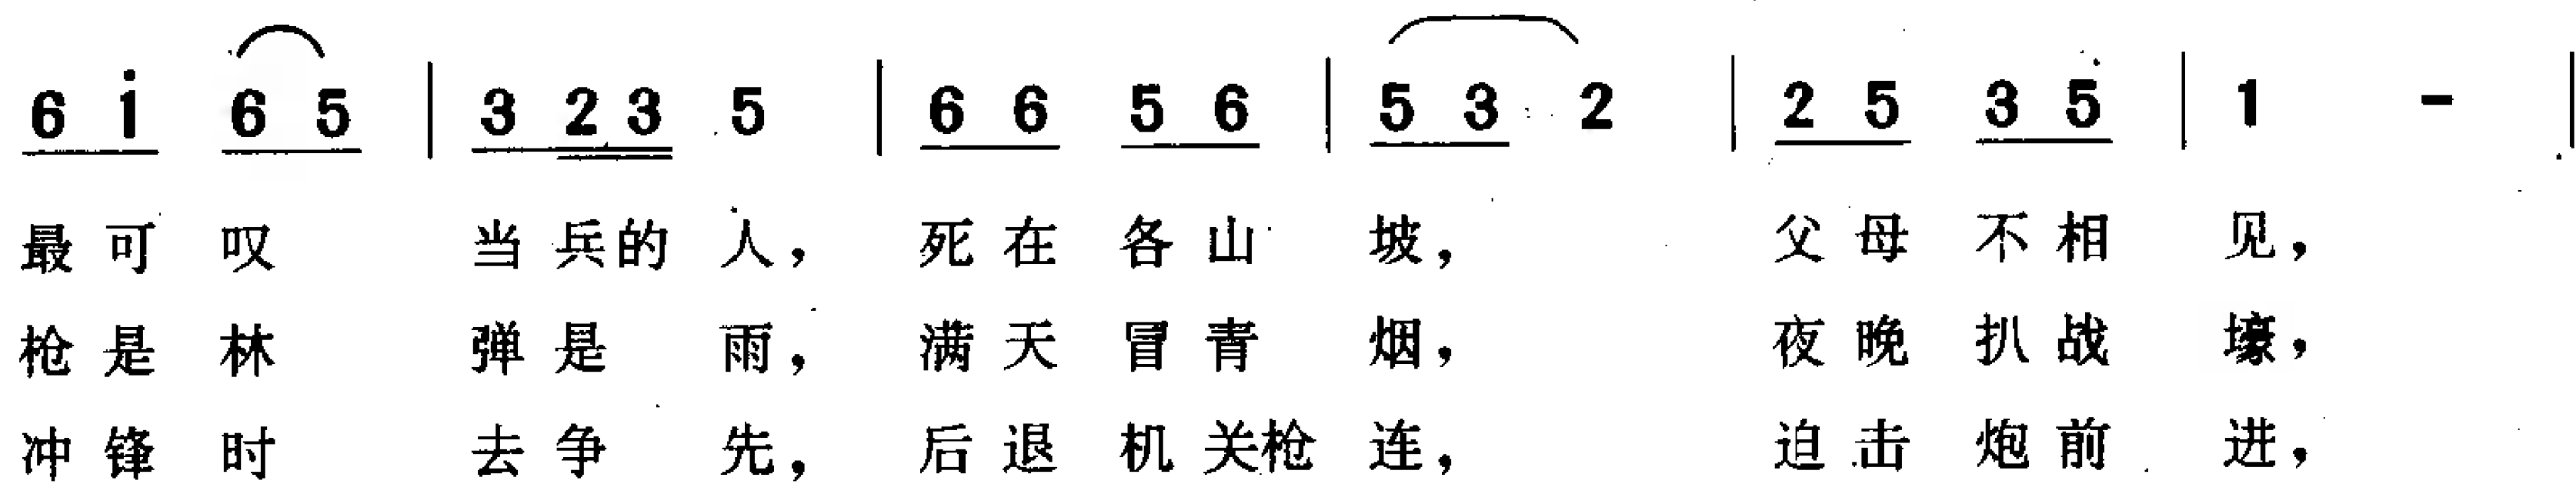 6 i 6 5 | 3 2 3 5 | 6 6 5 6 | 5 3 2 | 2 5 3 5 | 1 - |
最可叹 当兵的人，死在各山坡， 父母不相见，
枪是林 弹是雨，满天冒青烟， 夜晚扒战壕，
冲锋时 去争先，后退机关枪连， 迫击炮前进，